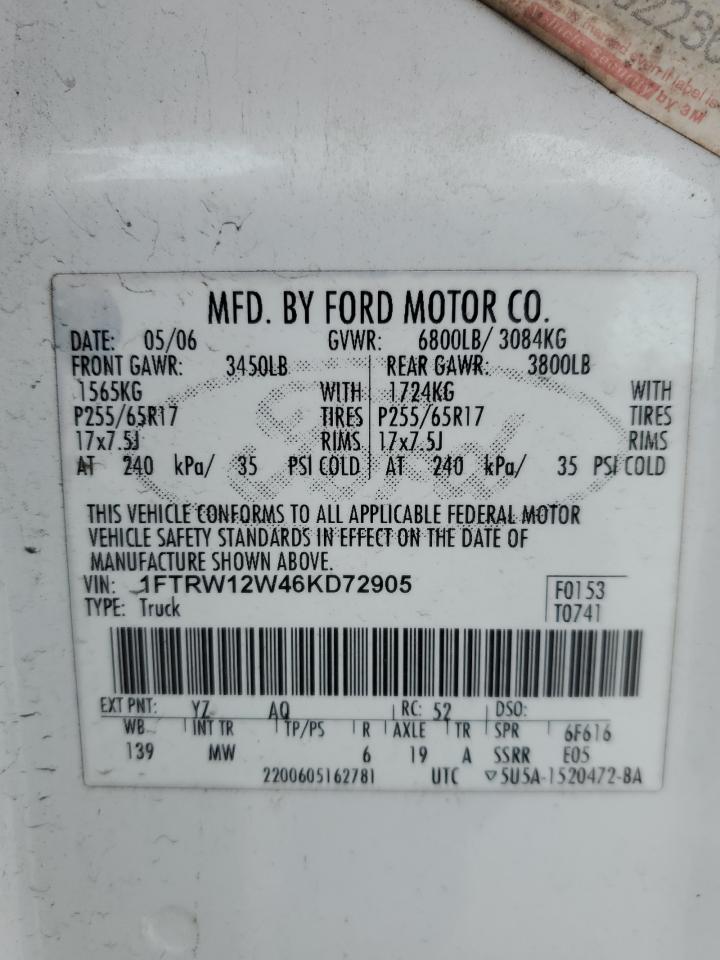 3223
by 3M
MFD. BY FORD MOTOR CO.
DATE: 05/06 GVWR: 6800LB/ 3084KG
FRONT GAWR: 3450LB REAR GAWR: 3800LB
1565KG WITH 1724KG WITH
P255/65R17 TIRES P255/65R17 TIRES
17x7.5J RIMS 17x7.5J RIMS
AT 240 kPa/ 35 PSI COLD AT 240 kPa/ 35 PSI COLD
THIS VEHICLE CONFORMS TO ALL APPLICABLE FEDERAL MOTOR
VEHICLE SAFETY STANDARDS IN EFFECT ON THE DATE OF
MANUFACTURE SHOWN ABOVE.
VIN: 1FTRW12W46KD72905 F0153
TYPE: Truck T0741
EXT PNT: YZ AQ RC: 52 DSO:
WB INT TR TP/PS R AXLE TR SPR 6F616
139 MW 6 19 A SSRR E05
2200605162781 UTC ▽5U5A-1520472-BA